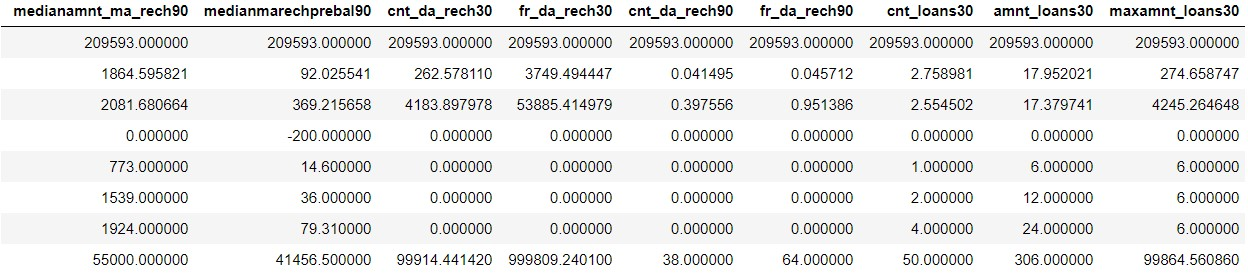 medianamnt_ma_rech90 medianmarechprebal90 cnt_da_rech30 fr_da_rech30 cnt_da_rech90 fr_da_rech90 cnt_loans30 amnt_loans30 maxamnt_loans30
209593.000000 209593.000000 209593.000000 209593.000000 209593.000000 209593.000000 209593.000000 209593.000000 209593.000000
1864.595821 92.025541 262.578110 3749.494447 0.041495 0.045712 2.758981 17.952021 274.658747
2081.680664 369.215658 4183.897978 53885.414979 0.397556 0.951386 2.554502 17.379741 4245.264648
0.000000 -200.000000 0.000000 0.000000 0.000000 0.000000 0.000000 0.000000 0.000000
773.000000 14.600000 0.000000 0.000000 0.000000 0.000000 1.000000 6.000000 6.000000
1539.000000 36.000000 0.000000 0.000000 0.000000 0.000000 2.000000 12.000000 6.000000
1924.000000 79.310000 0.000000 0.000000 0.000000 0.000000 4.000000 24.000000 6.000000
55000.000000 41456.500000 99914.441420 999809.240100 38.000000 64.000000 50.000000 306.000000 99864.560860